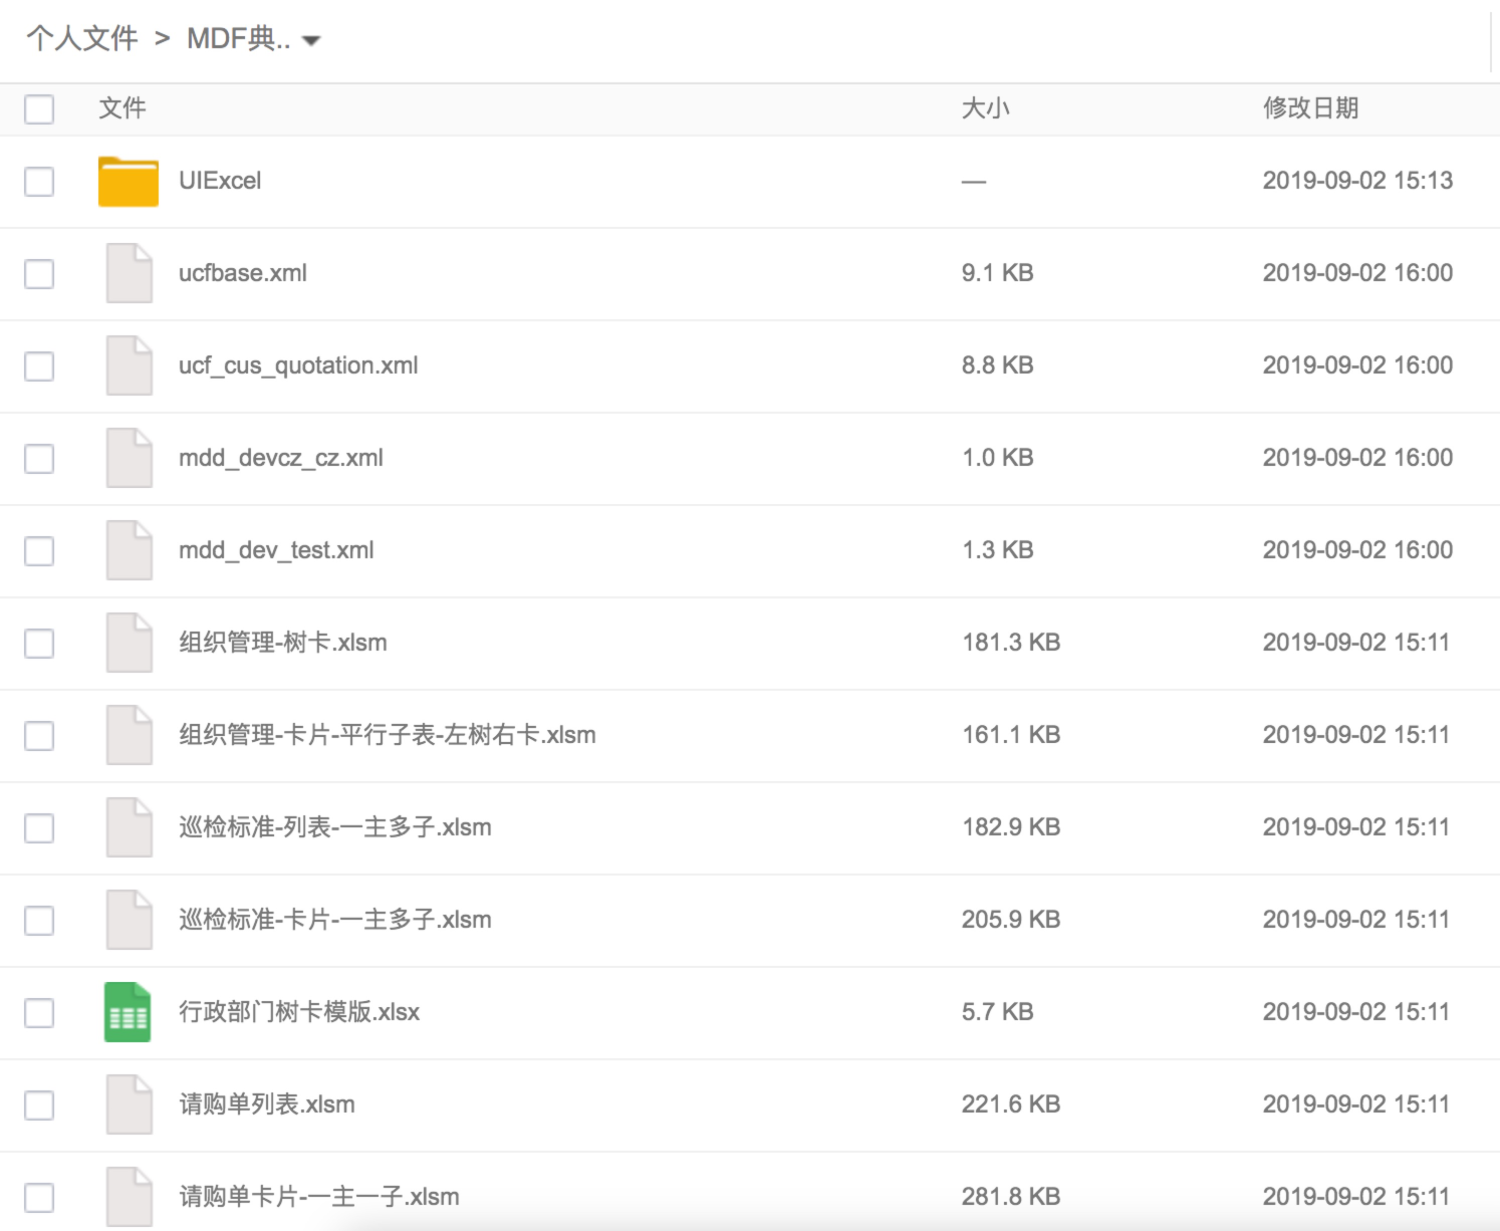 个人文件 > MDF典..
文件 大小 修改日期
UIExcel — 2019-09-02 15:13
ucfbase.xml 9.1 KB 2019-09-02 16:00
ucf_cus_quotation.xml 8.8 KB 2019-09-02 16:00
mdd_devcz_cz.xml 1.0 KB 2019-09-02 16:00
mdd_dev_test.xml 1.3 KB 2019-09-02 16:00
组织管理-树卡.xlsm 181.3 KB 2019-09-02 15:11
组织管理-卡片-平行子表-左树右卡.xlsm 161.1 KB 2019-09-02 15:11
巡检标准-列表-一主多子.xlsm 182.9 KB 2019-09-02 15:11
巡检标准-卡片-一主多子.xlsm 205.9 KB 2019-09-02 15:11
行政部门树卡模版.xlsx 5.7 KB 2019-09-02 15:11
请购单列表.xlsm 221.6 KB 2019-09-02 15:11
请购单卡片-一主一子.xlsm 281.8 KB 2019-09-02 15:11